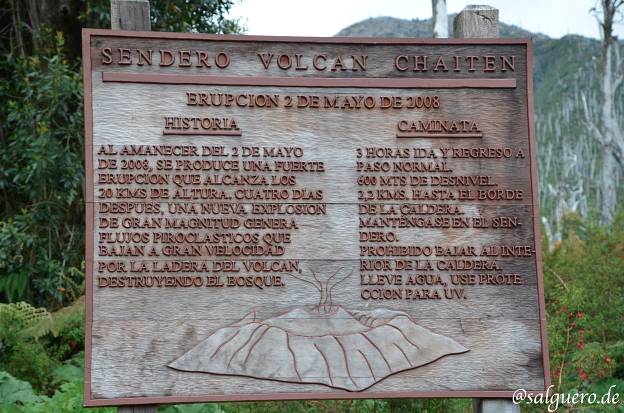 SENDERO VOLCAN CHAITEN
ERUPCION 2 DE MAYO DE 2008
HISTORIA
AL AMANECER DEL 2 DE MAYO
DE 2008, SE PRODUCE UNA FUERTE
ERUPCION QUE ALCANZA LOS
20 KMS DE ALTURA. CUATRO DIAS
DESPUES, UNA NUEVA EXPLOSION
DE GRAN MAGNITUD GENERA
FLUJOS PIROCLASTICOS QUE
BAJAN A GRAN VELOCIDAD
POR LA LADERA DEL VOLCAN,
DESTRUYENDO EL BOSQUE.
CAMINATA
3 HORAS IDA Y REGRESO A
PASO NORMAL.
600 MTS DE DESNIVEL.
2,2 KMS. HASTA EL BORDE
DE LA CALDERA.
MANTENGASE EN EL SEN-
DERO.
PROHIBIDO BAJAR AL INTE-
RIOR DE LA CALDERA.
LLEVE AGUA, USE PROTE-
CCION PARA UV.
@salguero.de